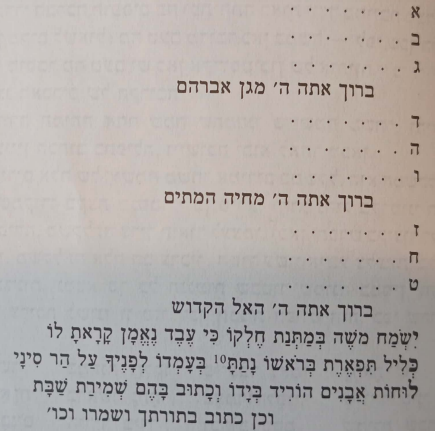 א . . . . . . . .
ב . . . . . . . .
ג . . . . . . . .
ברוך אתה ה׳ מגן אברהם
ד . . . . . . . .
ה . . . . . . . .
ו . . . . . . . .
ברוך אתה ה׳ מחיה המתים
ז . . . . . . . .
ח . . . . . . . .
ט . . . . . . . .
ברוך אתה ה׳ האל הקדוש
יִשְׂמַח משֶׁה בְּמַתְּנַת חֶלְקוֹ כִּי עֶבֶד נֶאֱמָן קָרָאתָ לוֹ
כְּלִיל תִּפְאֶרֶת בְּרֹאשׁוֹ נָתַתָּ10 בְּעָמְדוֹ לְפָנֶיךָ עַל הַר סִינָי
לוּחוֹת אֲבָנִים הוֹרִיד בְּיָדוֹ וְכָתוּב בָּהֶם שְׁמִירַת שַׁבָּת
וכן כתוב בתורתך ושמרו וכו׳